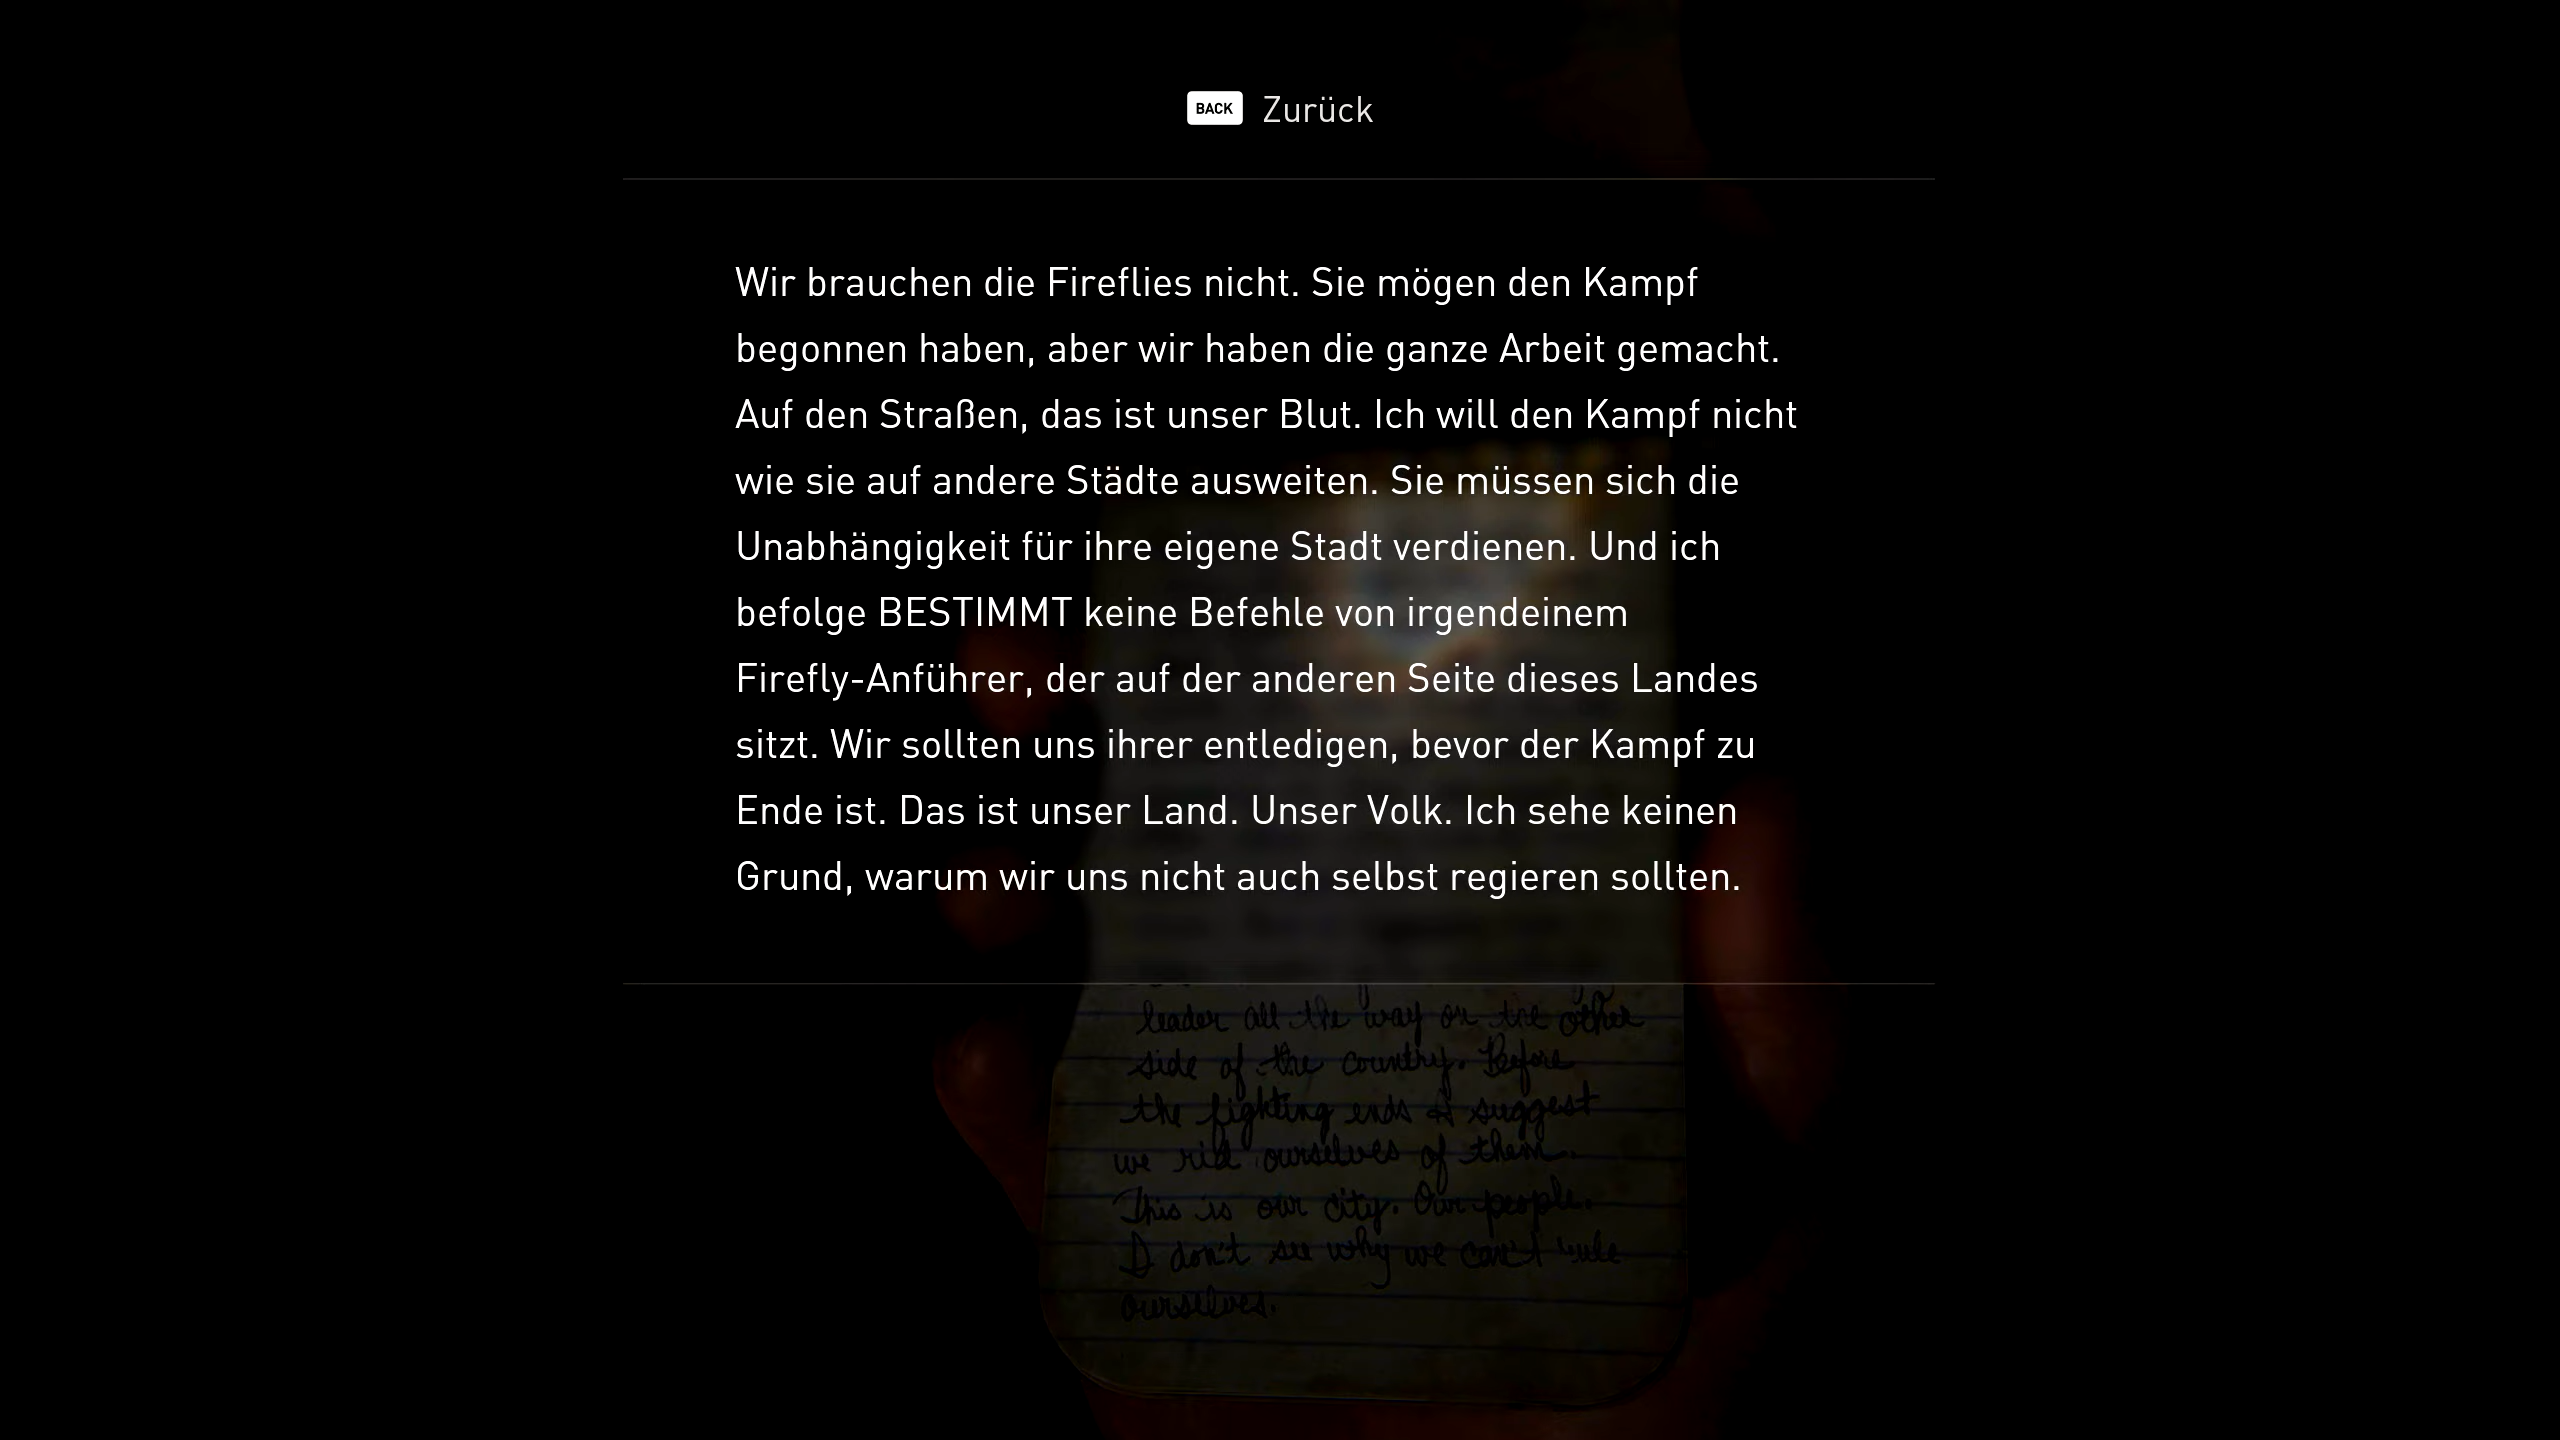 BACK Zurück
Wir brauchen die Fireflies nicht. Sie mögen den Kampf
begonnen haben, aber wir haben die ganze Arbeit gemacht.
Auf den Straßen, das ist unser Blut. Ich will den Kampf nicht
wie sie auf andere Städte ausweiten. Sie müssen sich die
Unabhängigkeit für ihre eigene Stadt verdienen. Und ich
befolge BESTIMMT keine Befehle von irgendeinem
Firefly-Anführer, der auf der anderen Seite dieses Landes
sitzt. Wir sollten uns ihrer entledigen, bevor der Kampf zu
Ende ist. Das ist unser Land. Unser Volk. Ich sehe keinen
Grund, warum wir uns nicht auch selbst regieren sollten.
leader all the way on the other
side of the country. Before
the fighting ends I suggest
we rid ourselves of them.
This is our city. Our people.
I don't see why we can't rule
ourselves.